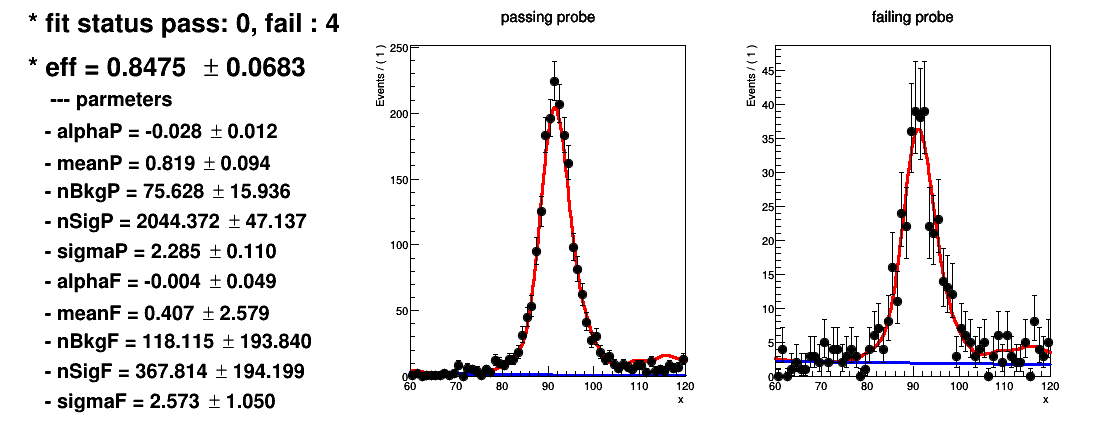 * fit status pass: 0, fail : 4
* eff = 0.8475 ± 0.0683
--- parmeters
- alphaP = -0.028 ± 0.012
- meanP = 0.819 ± 0.094
- nBkgP = 75.628 ± 15.936
- nSigP = 2044.372 ± 47.137
- sigmaP = 2.285 ± 0.110
- alphaF = -0.004 ± 0.049
- meanF = 0.407 ± 2.579
- nBkgF = 118.115 ± 193.840
- nSigF = 367.814 ± 194.199
- sigmaF = 2.573 ± 1.050
passing probe
Events / ( 1 )
250
200
150
100
50
0
60 70 80 90 100 110 120
x
failing probe
Events / ( 1 )
45
40
35
30
25
20
15
10
5
0
60 70 80 90 100 110 120
x